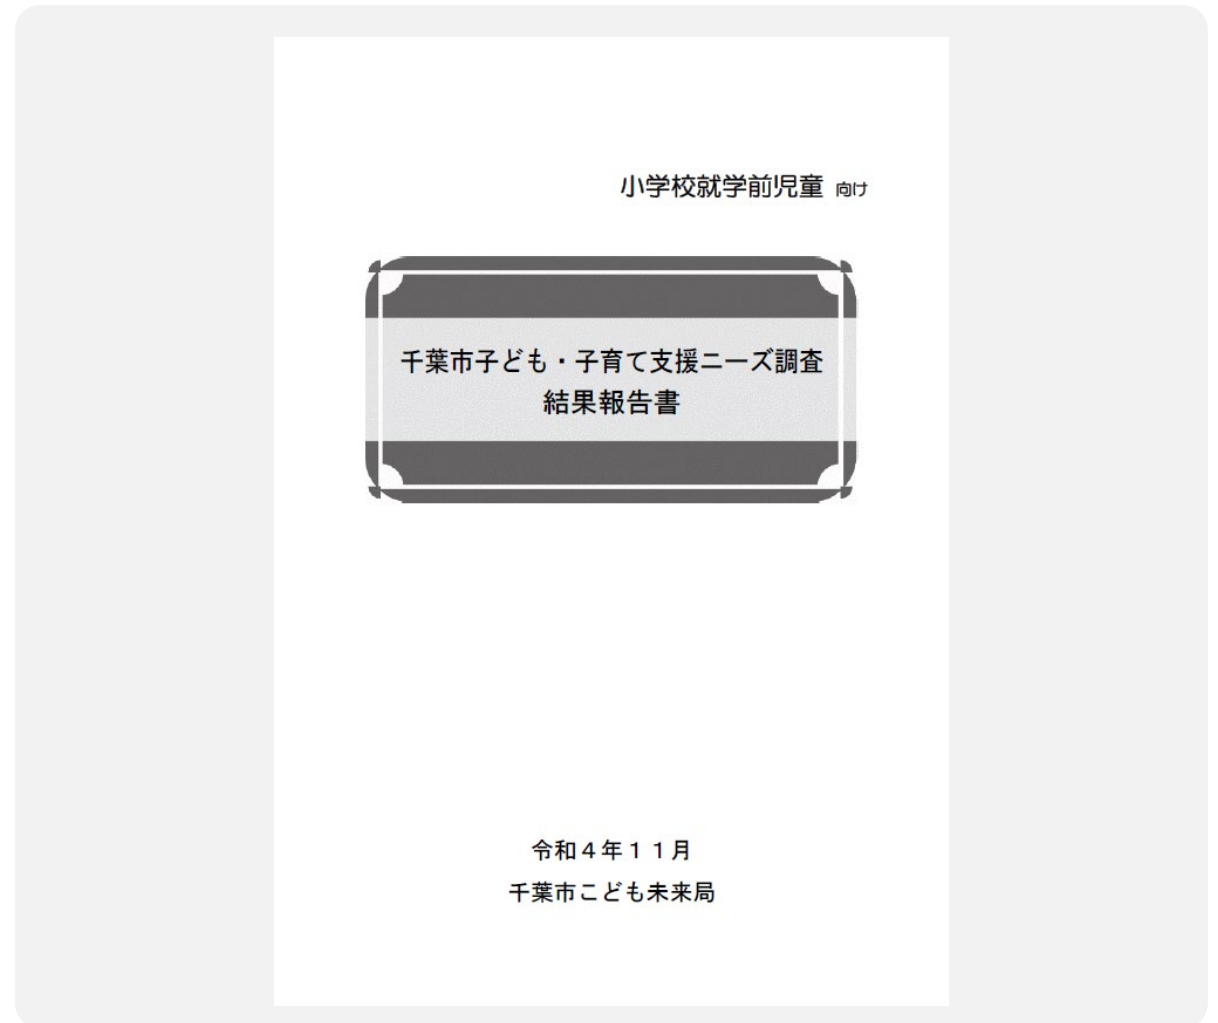 小学校就学前児童 向け
千葉市子ども・子育て支援ニーズ調査
結果報告書
令和４年１１月
千葉市こども未来局